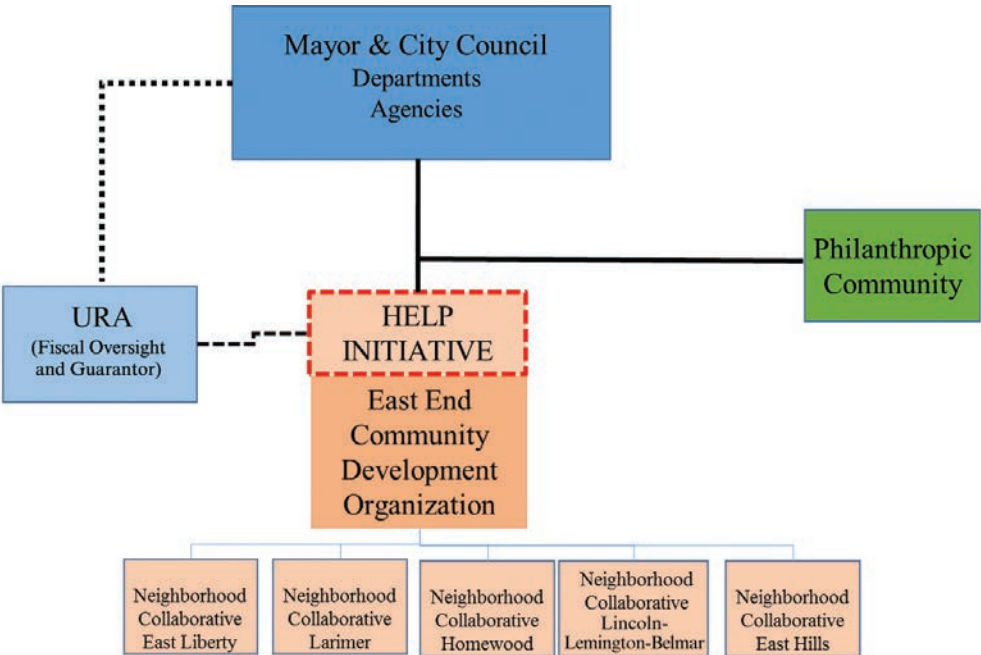 Mayor & City Council
Departments
Agencies
Philanthropic
Community
URA
(Fiscal Oversight
and Guarantor)
HELP
INITIATIVE
East End
Community
Development
Organization
Neighborhood
Collaborative
East Liberty
Neighborhood
Collaborative
Larimer
Neighborhood
Collaborative
Homewood
Neighborhood
Collaborative
Lincoln-
Lemington-Belmar
Neighborhood
Collaborative
East Hills